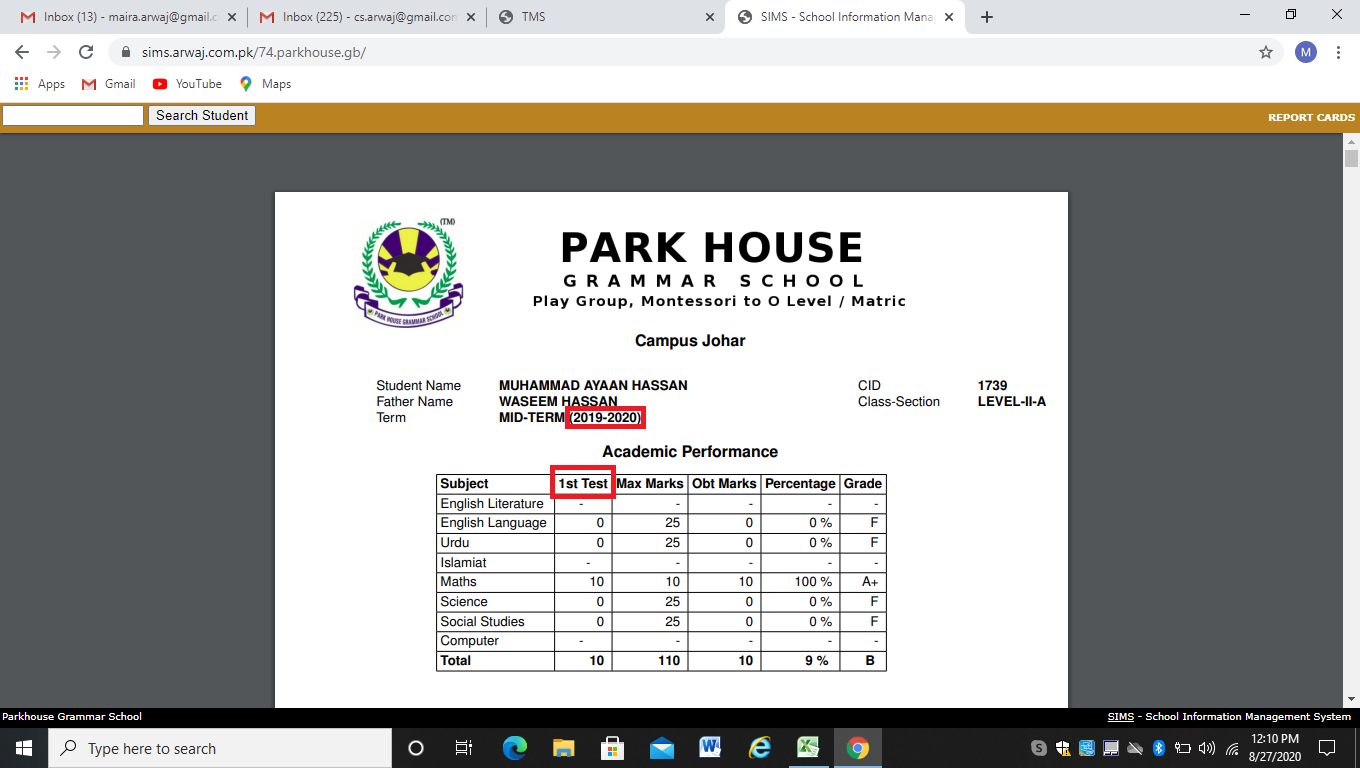 Inbox (13) - maira.arwaj@gmail.c
Inbox (225) - cs.arwaj@gmail.con
TMS
SIMS - School Information Mana
sims.arwaj.com.pk/74.parkhouse.gb/
M
Apps
Gmail
YouTube
Maps
Search Student
REPORT CARDS
(TM)
PARK HOUSE GRAMMAR SCHOOL
PARK HOUSE
GRAMMAR SCHOOL
Play Group, Montessori to O Level / Matric
Campus Johar
Student Name MUHAMMAD AYAAN HASSAN CID 1739
Father Name WASEEM HASSAN Class-Section LEVEL-II-A
Term MID-TERM (2019-2020)
Academic Performance
Subject 1st Test Max Marks Obt Marks Percentage Grade
English Literature - - - - -
English Language 0 25 0 0 % F
Urdu 0 25 0 0 % F
Islamiat - - - - -
Maths 10 10 10 100 % A+
Science 0 25 0 0 % F
Social Studies 0 25 0 0 % F
Computer - - - - -
Total 10 110 10 9 % B
Parkhouse Grammar School
SIMS - School Information Management System
Type here to search
12:10 PM
8/27/2020